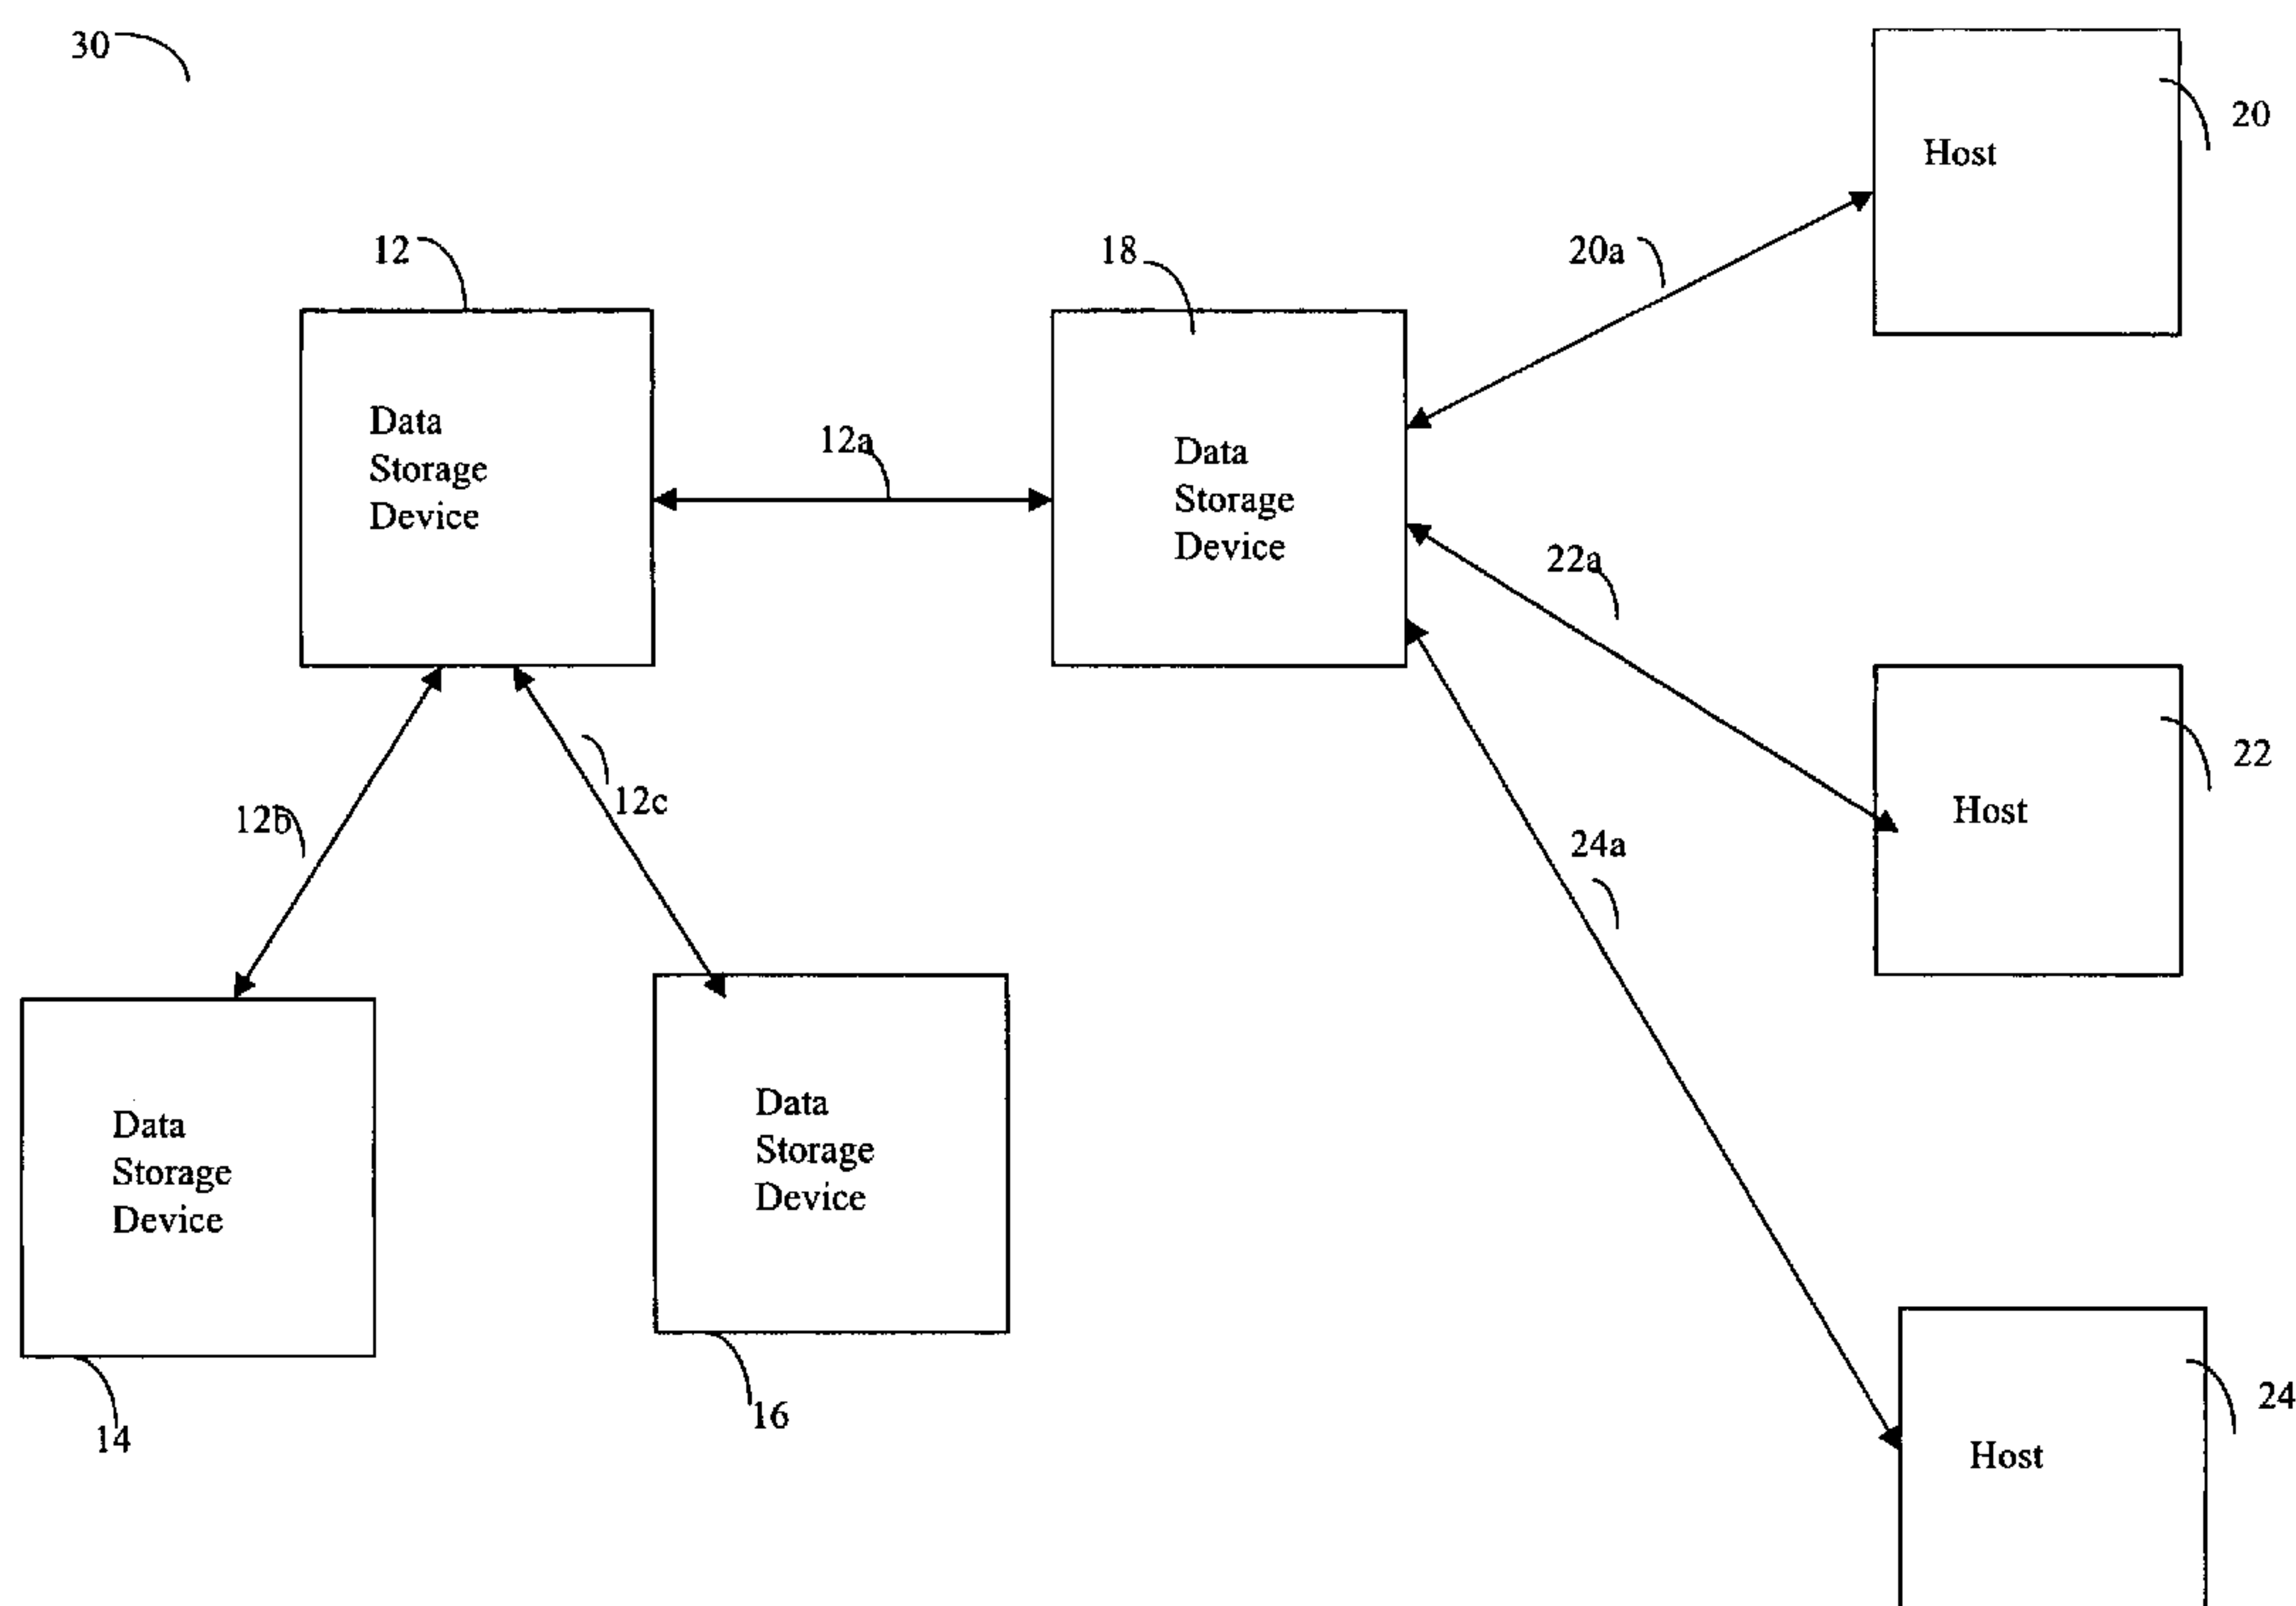 30
20
Host
12
18
20a
Data
Storage
Device
12a
Data
Storage
Device
22a
22
Host
12b
12c
24a
Data
Storage
Device
Data
Storage
Device
14
16
24
Host